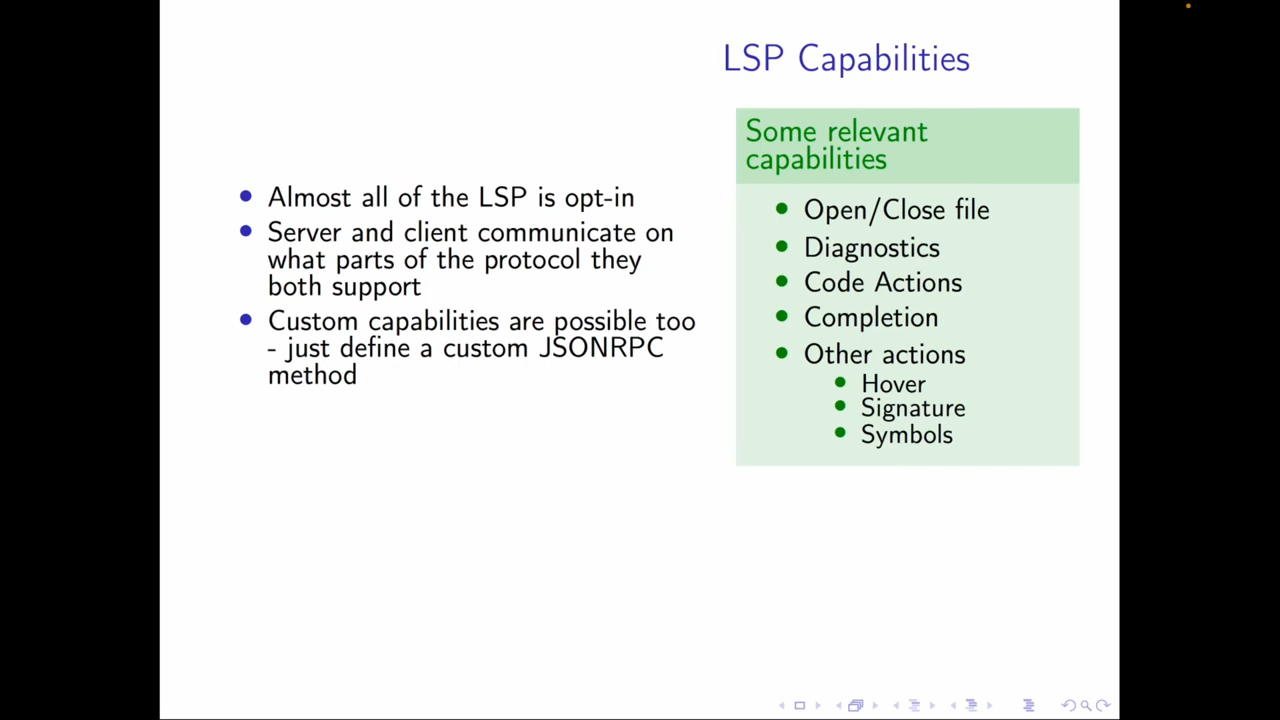 LSP Capabilities
• Almost all of the LSP is opt-in
• Server and client communicate on
what parts of the protocol they
both support
• Custom capabilities are possible too
- just define a custom JSONRPC
method
Some relevant
capabilities
• Open/Close file
• Diagnostics
• Code Actions
• Completion
• Other actions
• Hover
• Signature
• Symbols